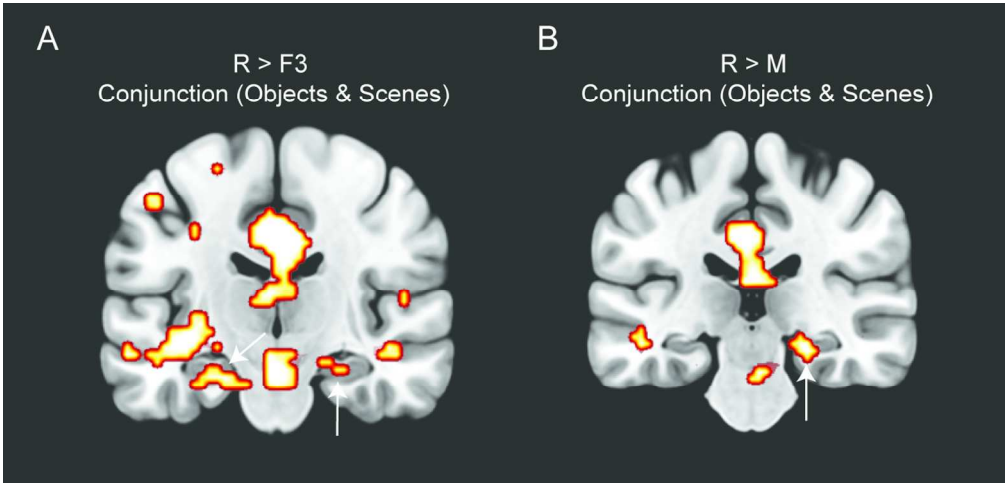 A
R > F3
Conjunction (Objects & Scenes)
B
R > M
Conjunction (Objects & Scenes)